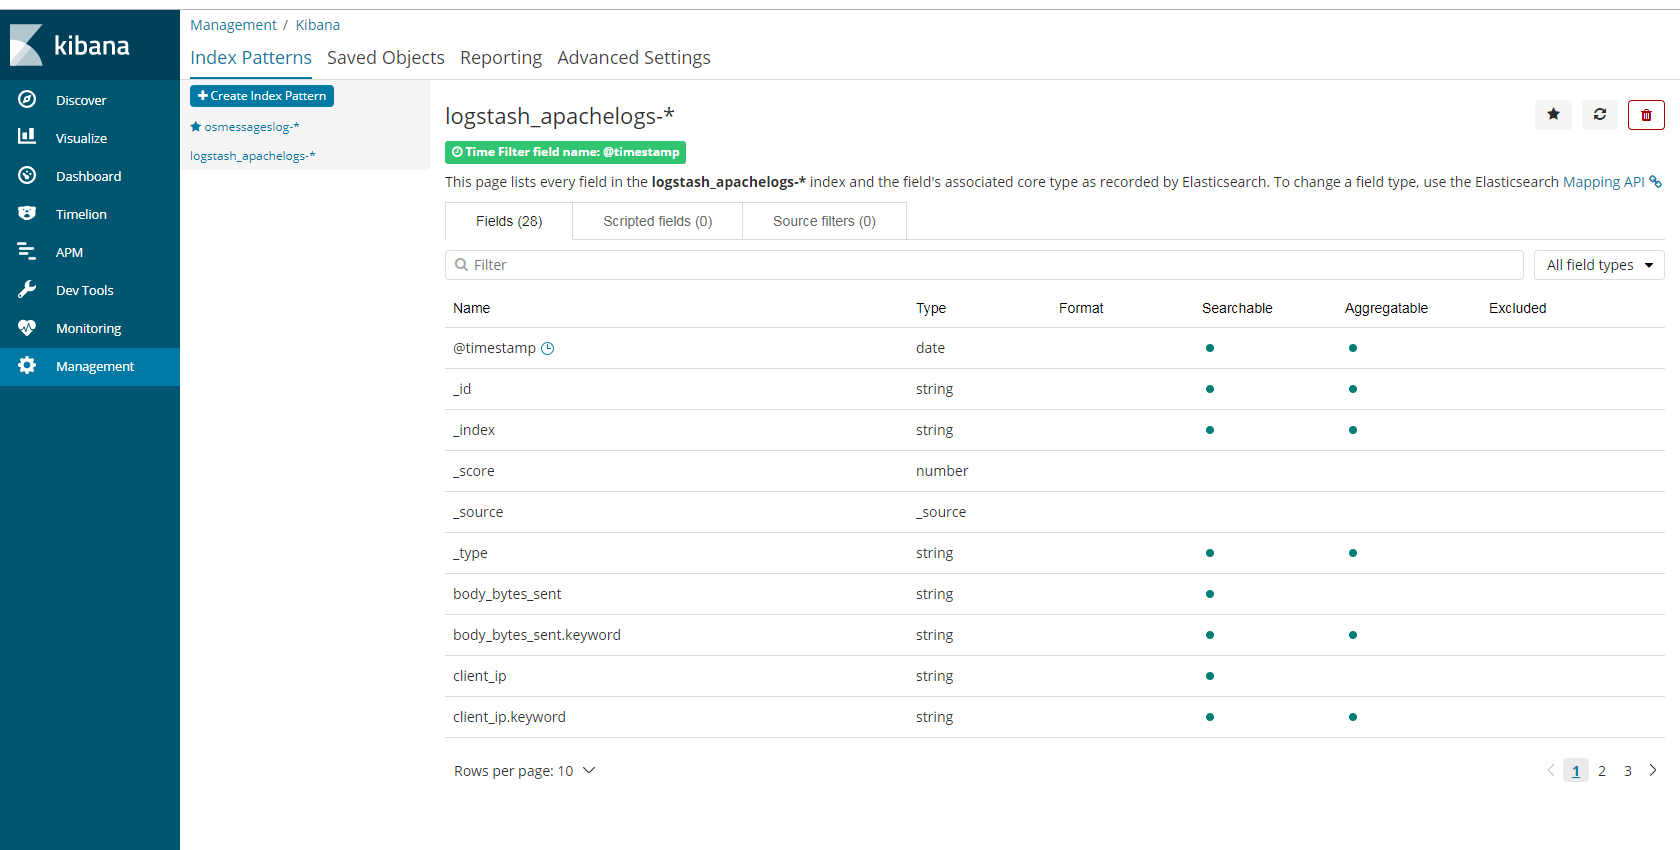 kibana
Discover
Visualize
Dashboard
Timelion
APM
Dev Tools
Monitoring
Management
Management / Kibana
Index Patterns Saved Objects Reporting Advanced Settings
Create Index Pattern
osmessageslog-*
logstash_apachelogs-*
logstash_apachelogs-*
Time Filter field name: @timestamp
This page lists every field in the logstash_apachelogs-* index and the field's associated core type as recorded by Elasticsearch. To change a field type, use the Elasticsearch Mapping API
Fields (28) Scripted fields (0) Source filters (0)
Filter All field types
Name Type Format Searchable Aggregatable Excluded
@timestamp date
_id string
_index string
_score number
_source _source
_type string
body_bytes_sent string
body_bytes_sent.keyword string
client_ip string
client_ip.keyword string
Rows per page: 10 1 2 3